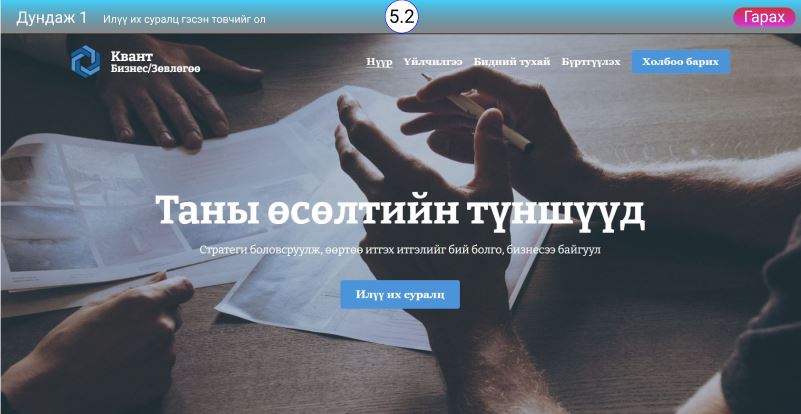 Дундаж 1 Илүү их суралц гэсэн товчийг ол 5.2 Гарах
Квант
Бизнес/Зөвлөгөө
Нүүр Үйлчилгээ Бидний тухай Бүртгүүлэх Холбоо барих
Таны өсөлтийн түншүүд
Стратеги боловсруулж, өөртөө итгэх итгэлийг бий болго, бизнесээ байгуул
Илүү их суралц